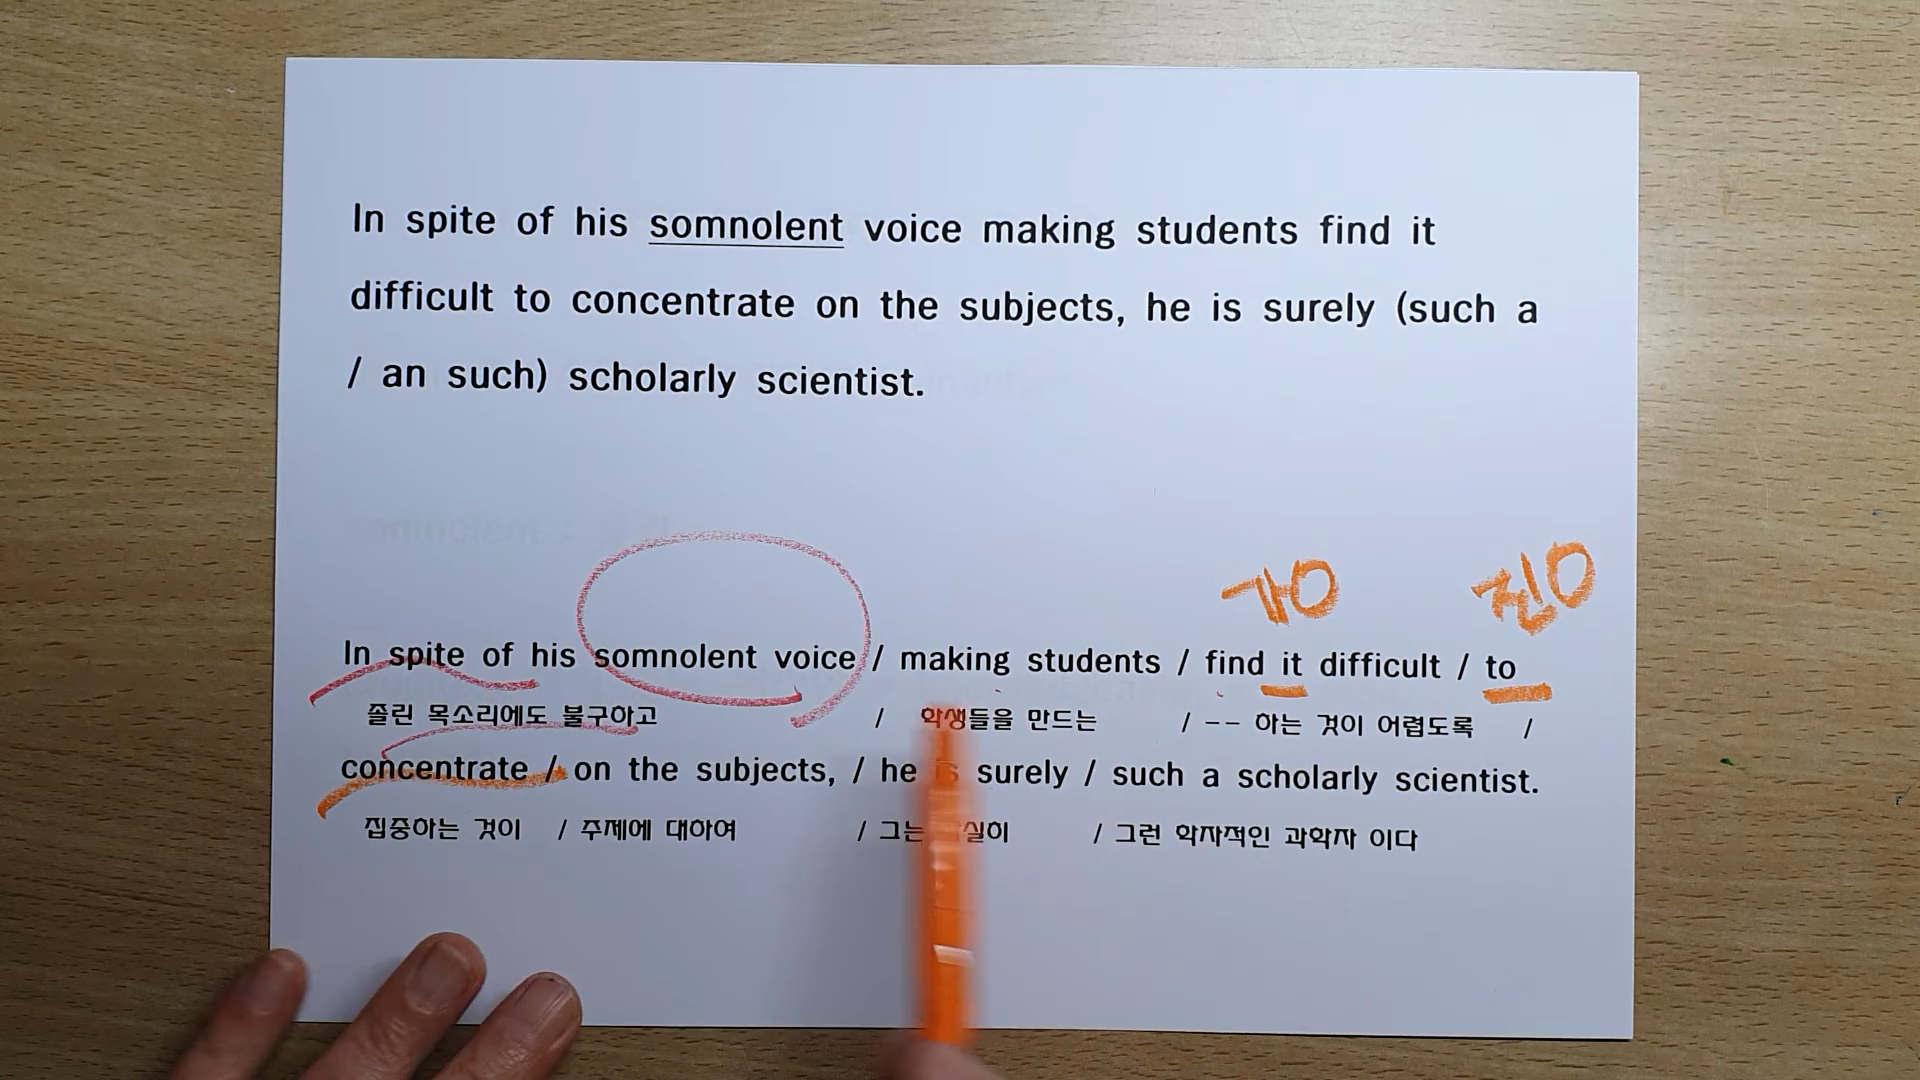 In spite of his somnolent voice making students find it
difficult to concentrate on the subjects, he is surely (such a
/ an such) scholarly scientist.
가O 진O
In spite of his somnolent voice / making students / find it difficult / to
졸린 목소리에도 불구하고 / 학생들을 만드는 / -- 하는 것이 어렵도록 /
concentrate / on the subjects, / he is surely / such a scholarly scientist.
집중하는 것이 / 주제에 대하여 / 그는 / 그런 학자적인 과학자 이다